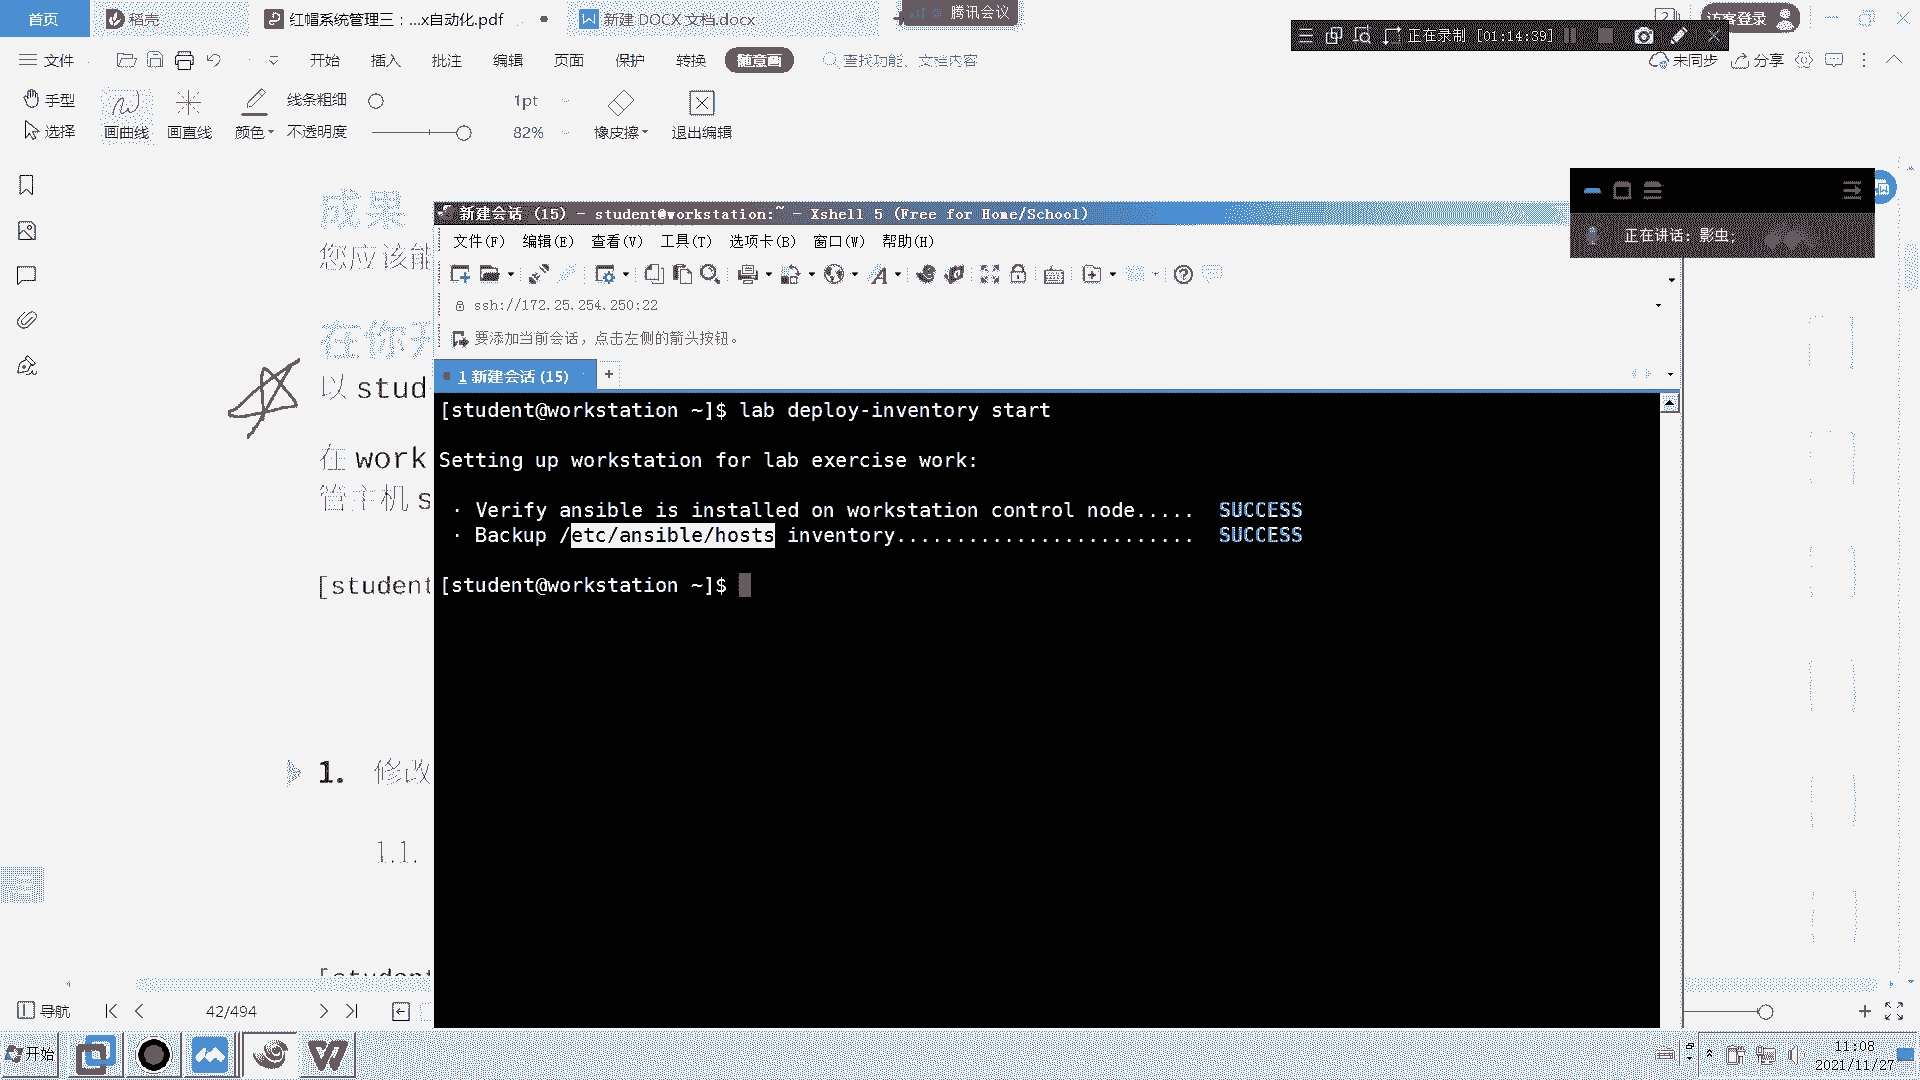 首页
稻壳
红帽系统管理三：...x自动化.pdf
新建 DOCX 文档.docx
腾讯会议
访客登录
正在录制 [01:14:39]
文件
开始 插入 批注 编辑 页面 保护 转换 随意画
查找功能、文档内容
未同步 分享
手型
选择
画曲线
画直线
颜色
线条粗细
不透明度
1pt
82%
橡皮擦
退出编辑
成果
您应该能
在你开
以 stud
在 work
管主机 s
[student
1. 修改
1.1.
[student
新建会话 (15) - student@workstation:~ - Xshell 5 (Free for Home/School)
文件(F) 编辑(E) 查看(V) 工具(T) 选项卡(B) 窗口(W) 帮助(H)
ssh://172.25.254.250:22
要添加当前会话，点击左侧的箭头按钮。
1 新建会话 (15)
[student@workstation ~]$ lab deploy-inventory start
Setting up workstation for lab exercise work:
· Verify ansible is installed on workstation control node..... SUCCESS
· Backup /etc/ansible/hosts inventory......................... SUCCESS
[student@workstation ~]$
正在讲话: 影虫;
导航
42/494
开始
11:08
2021/11/27